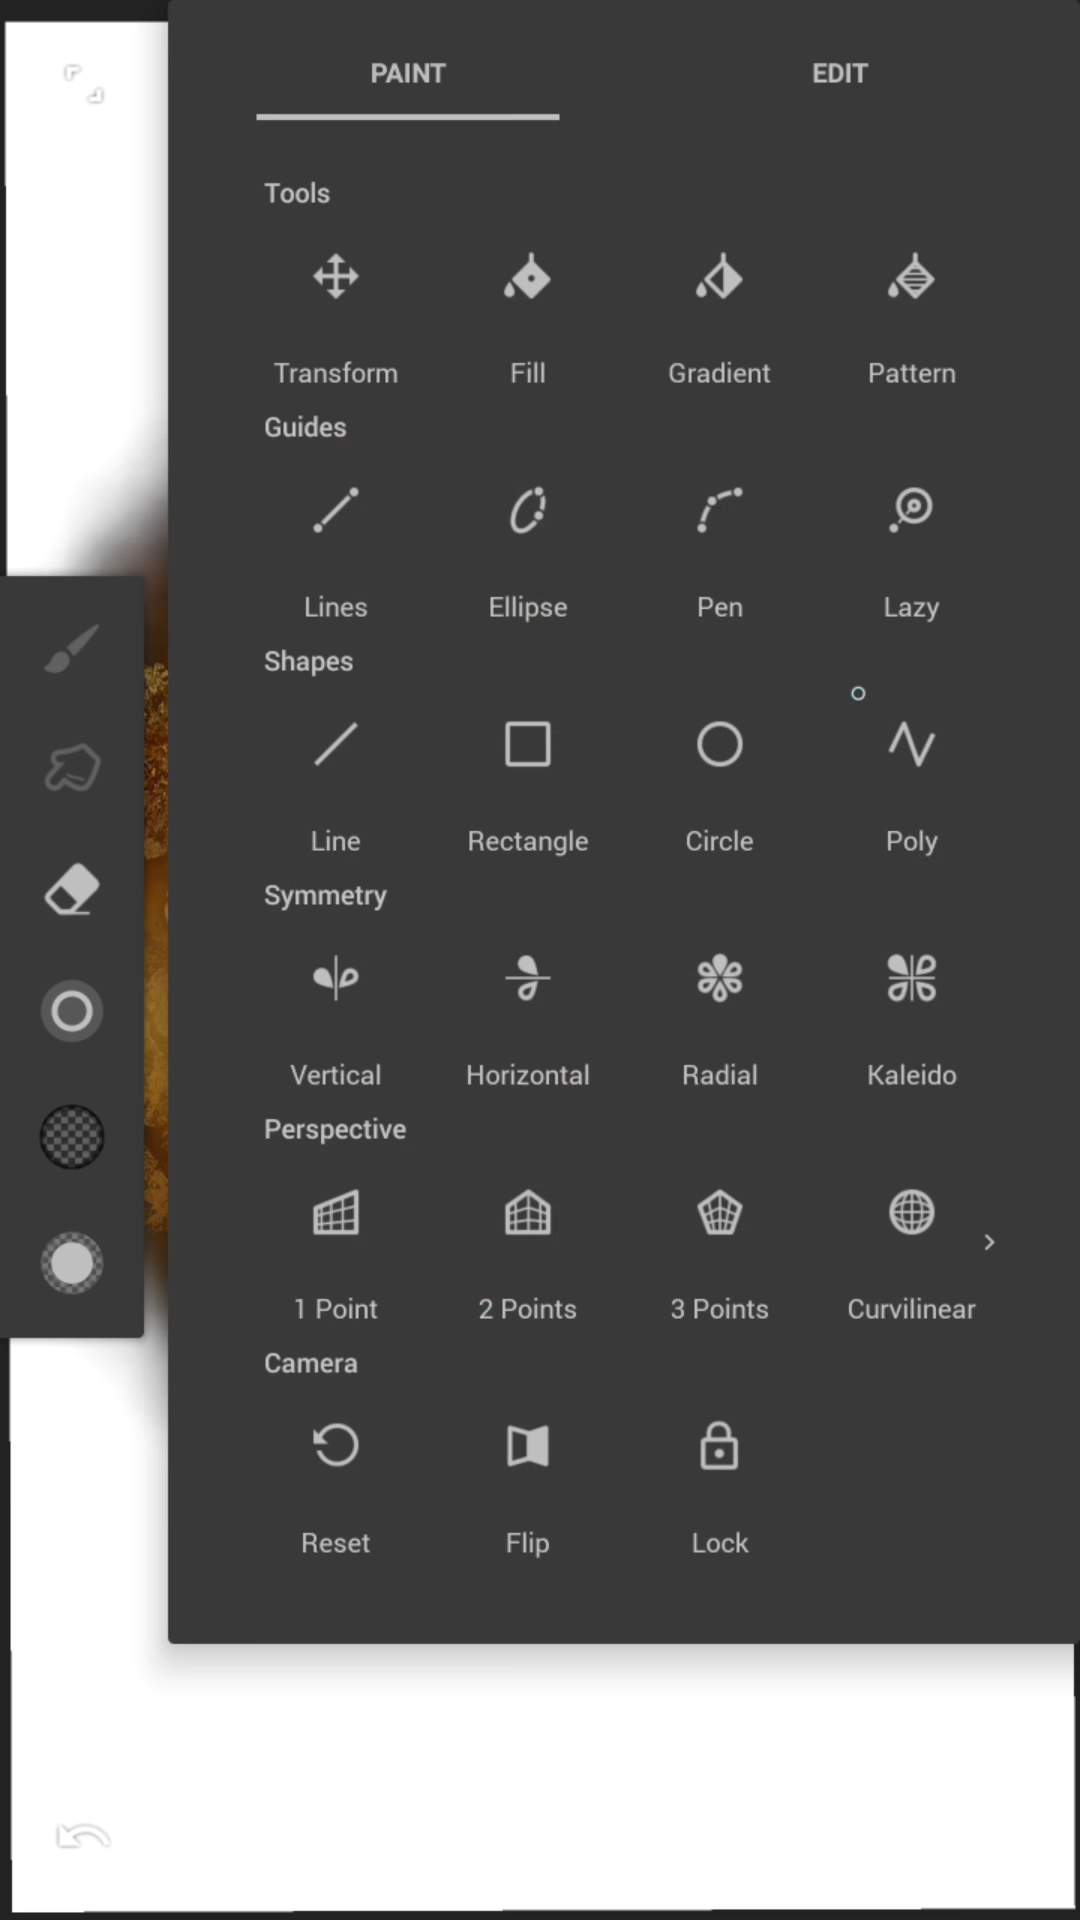 PAINT EDIT
Tools
Transform Fill Gradient Pattern
Guides
Lines Ellipse Pen Lazy
Shapes
Line Rectangle Circle Poly
Symmetry
Vertical Horizontal Radial Kaleido
Perspective
1 Point 2 Points 3 Points Curvilinear
Camera
Reset Flip Lock